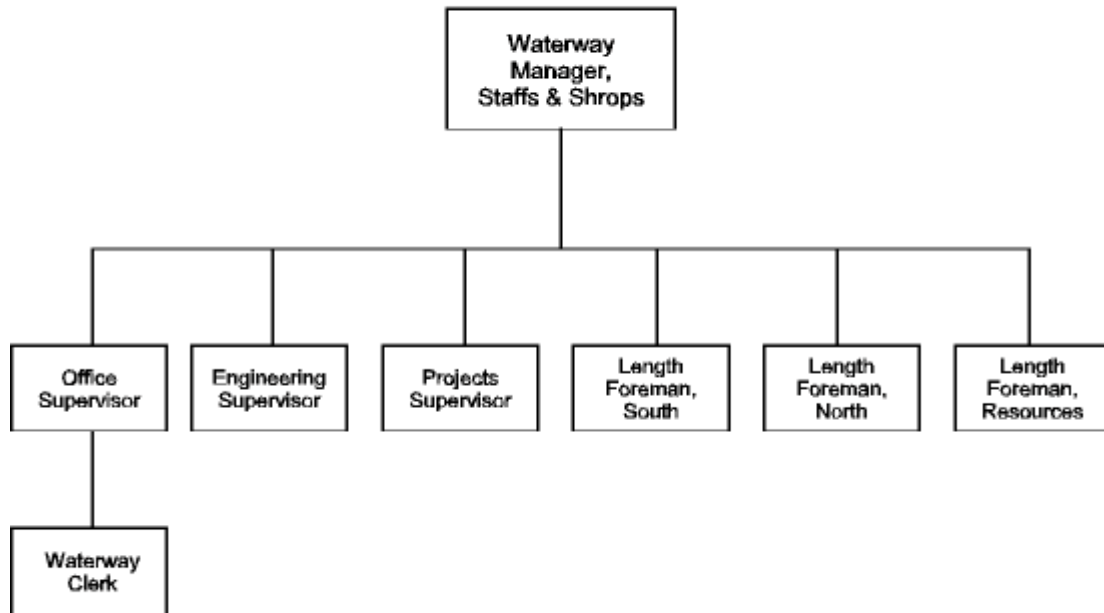 Waterway
Manager,
Staffs & Shrops
Office
Supervisor
Engineering
Supervisor
Projects
Supervisor
Length
Foreman,
South
Length
Foreman,
North
Length
Foreman,
Resources
Waterway
Clerk